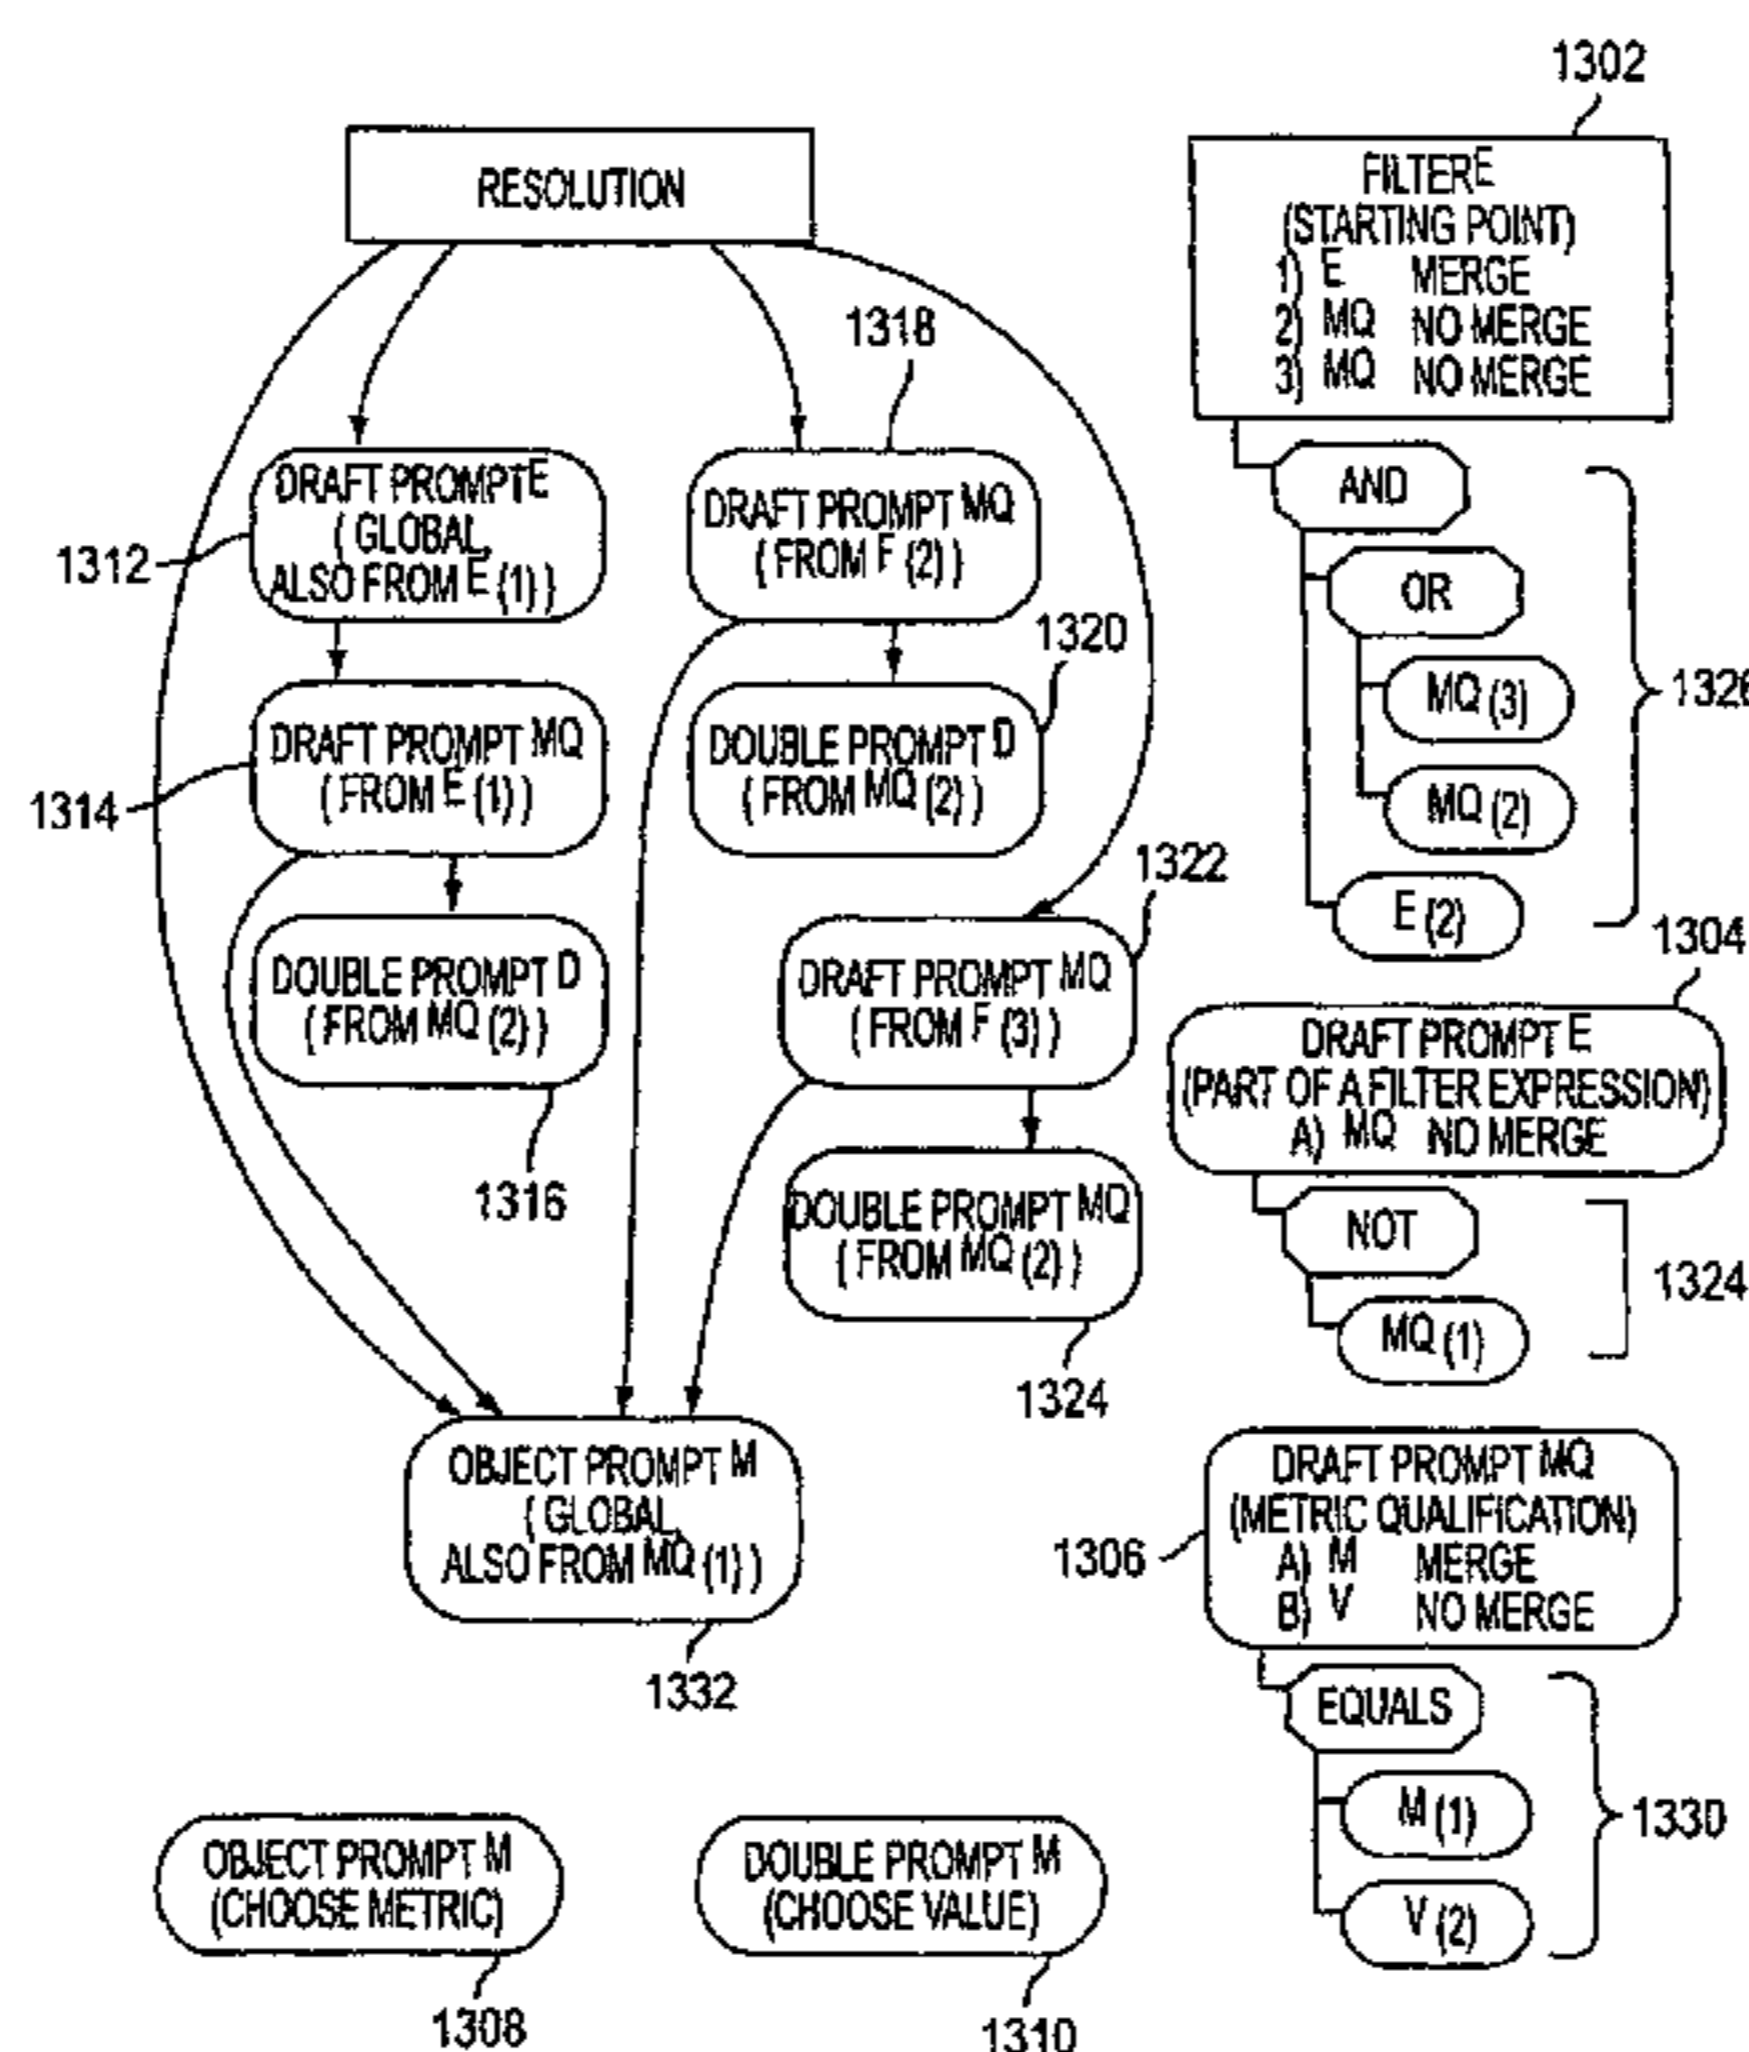 1302
RESOLUTION
FILTER E
(STARTING POINT)
1) E MERGE
2) MQ NO MERGE
3) MQ NO MERGE
1318
AND
DRAFT PROMPT E
( GLOBAL,
ALSO FROM E (1) )
1312
DRAFT PROMPT MQ
( FROM F (2) )
OR
1320
MQ (3)
1326
DRAFT PROMPT MQ
( FROM E (1) )
1314
DOUBLE PROMPT D
( FROM MQ (2) )
MQ (2)
1322
E (2)
1304
DOUBLE PROMPT D
( FROM MQ (2) )
DRAFT PROMPT MQ
( FROM F (3) )
DRAFT PROMPT E
(PART OF A FILTER EXPRESSION)
A) MQ NO MERGE
1316
DOUBLE PROMPT MQ
( FROM MQ (2) )
NOT
1324
MQ (1)
1324
OBJECT PROMPT M
( GLOBAL,
ALSO FROM MQ (1) )
DRAFT PROMPT MQ
(METRIC QUALIFICATION)
A) M MERGE
B) V NO MERGE
1306
1332
EQUALS
M (1)
1330
V (2)
OBJECT PROMPT M
(CHOOSE METRIC)
DOUBLE PROMPT M
(CHOOSE VALUE)
1308
1310